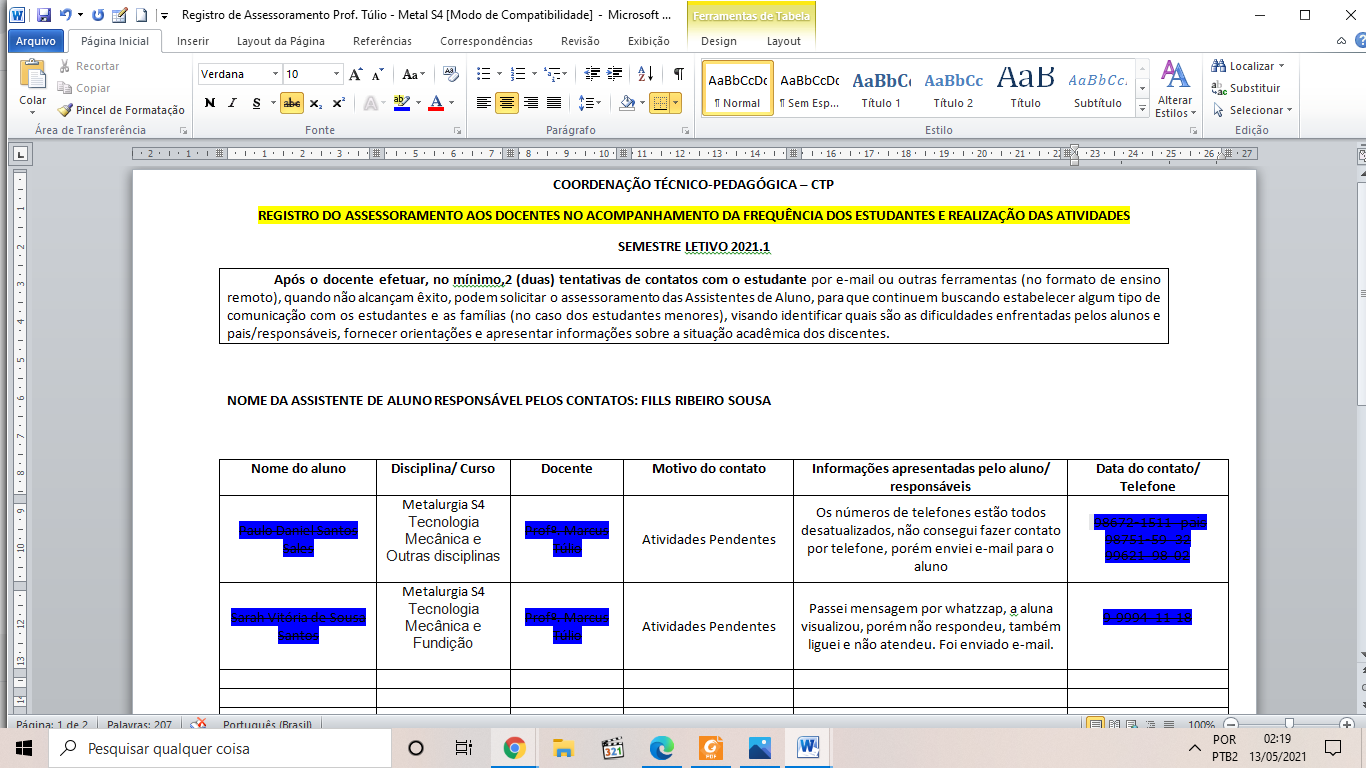 Registro de Assessoramento Prof. Túlio - Metal S4 [Modo de Compatibilidade] - Microsoft ...
Ferramentas de Tabela
Arquivo Página Inicial Inserir Layout da Página Referências Correspondências Revisão Exibição Design Layout
Colar
Recortar
Copiar
Pincel de Formatação
Área de Transferência
Verdana 10
N I S abc x₂ x²
Fonte
Parágrafo
AaBbCcDc AaBbCcDc AaBbCc AaBbCc AaB AaBbCc.
¶ Normal ¶ Sem Esp... Título 1 Título 2 Título Subtítulo
Alterar Estilos
Estilo
Localizar
Substituir
Selecionar
Edição
COORDENAÇÃO TÉCNICO-PEDAGÓGICA – CTP
REGISTRO DO ASSESSORAMENTO AOS DOCENTES NO ACOMPANHAMENTO DA FREQUÊNCIA DOS ESTUDANTES E REALIZAÇÃO DAS ATIVIDADES
SEMESTRE LETIVO 2021.1
Após o docente efetuar, no mínimo,2 (duas) tentativas de contatos com o estudante por e-mail ou outras ferramentas (no formato de ensino
remoto), quando não alcançam êxito, podem solicitar o assessoramento das Assistentes de Aluno, para que continuem buscando estabelecer algum tipo de
comunicação com os estudantes e as famílias (no caso dos estudantes menores), visando identificar quais são as dificuldades enfrentadas pelos alunos e
pais/responsáveis, fornecer orientações e apresentar informações sobre a situação acadêmica dos discentes.
NOME DA ASSISTENTE DE ALUNO RESPONSÁVEL PELOS CONTATOS: FILLS RIBEIRO SOUSA
Nome do aluno
Disciplina/ Curso
Docente
Motivo do contato
Informações apresentadas pelo aluno/
responsáveis
Data do contato/
Telefone
Metalurgia S4
Tecnologia
Mecânica e
Outras disciplinas
Profº. Marcus
Túlio
Atividades Pendentes
Os números de telefones estão todos
desatualizados, não consegui fazer contato
por telefone, porém enviei e-mail para o
aluno
Metalurgia S4
Tecnologia
Mecânica e
Fundição
Profº. Marcus
Túlio
Atividades Pendentes
Passei mensagem por whatzzap, a aluna
visualizou, porém não respondeu, também
liguei e não atendeu. Foi enviado e-mail.
Página: 1 de 2 Palavras: 207 Português (Brasil) 100%
Pesquisar qualquer coisa
POR
PTB2
02:19
13/05/2021